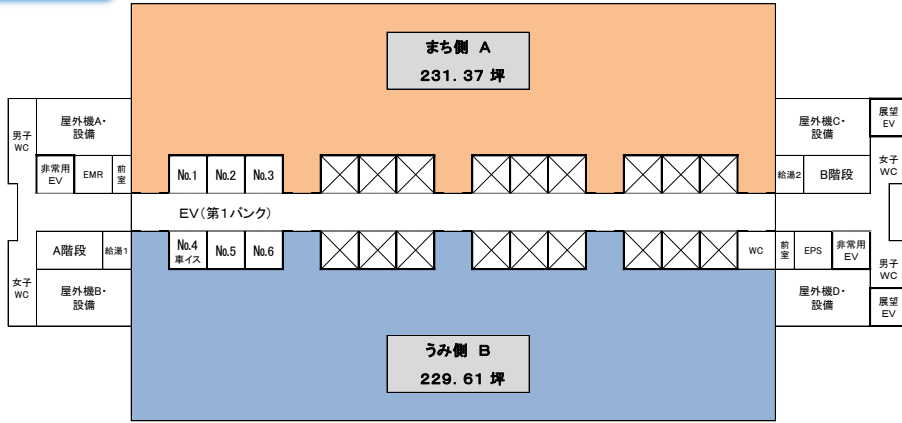 まち側 A
231.37 坪
屋外機A・
設備
男子
WC
非常用
EV
EMR
前
室
No.1
No.2
No.3
屋外機C・
設備
展望
EV
給湯2
B階段
女子
WC
EV(第1バンク)
A階段
給湯1
No.4
車イス
No.5
No.6
WC
前
室
EPS
非常用
EV
女子
WC
屋外機B・
設備
男子
WC
屋外機D・
設備
展望
EV
うみ側 B
229.61 坪